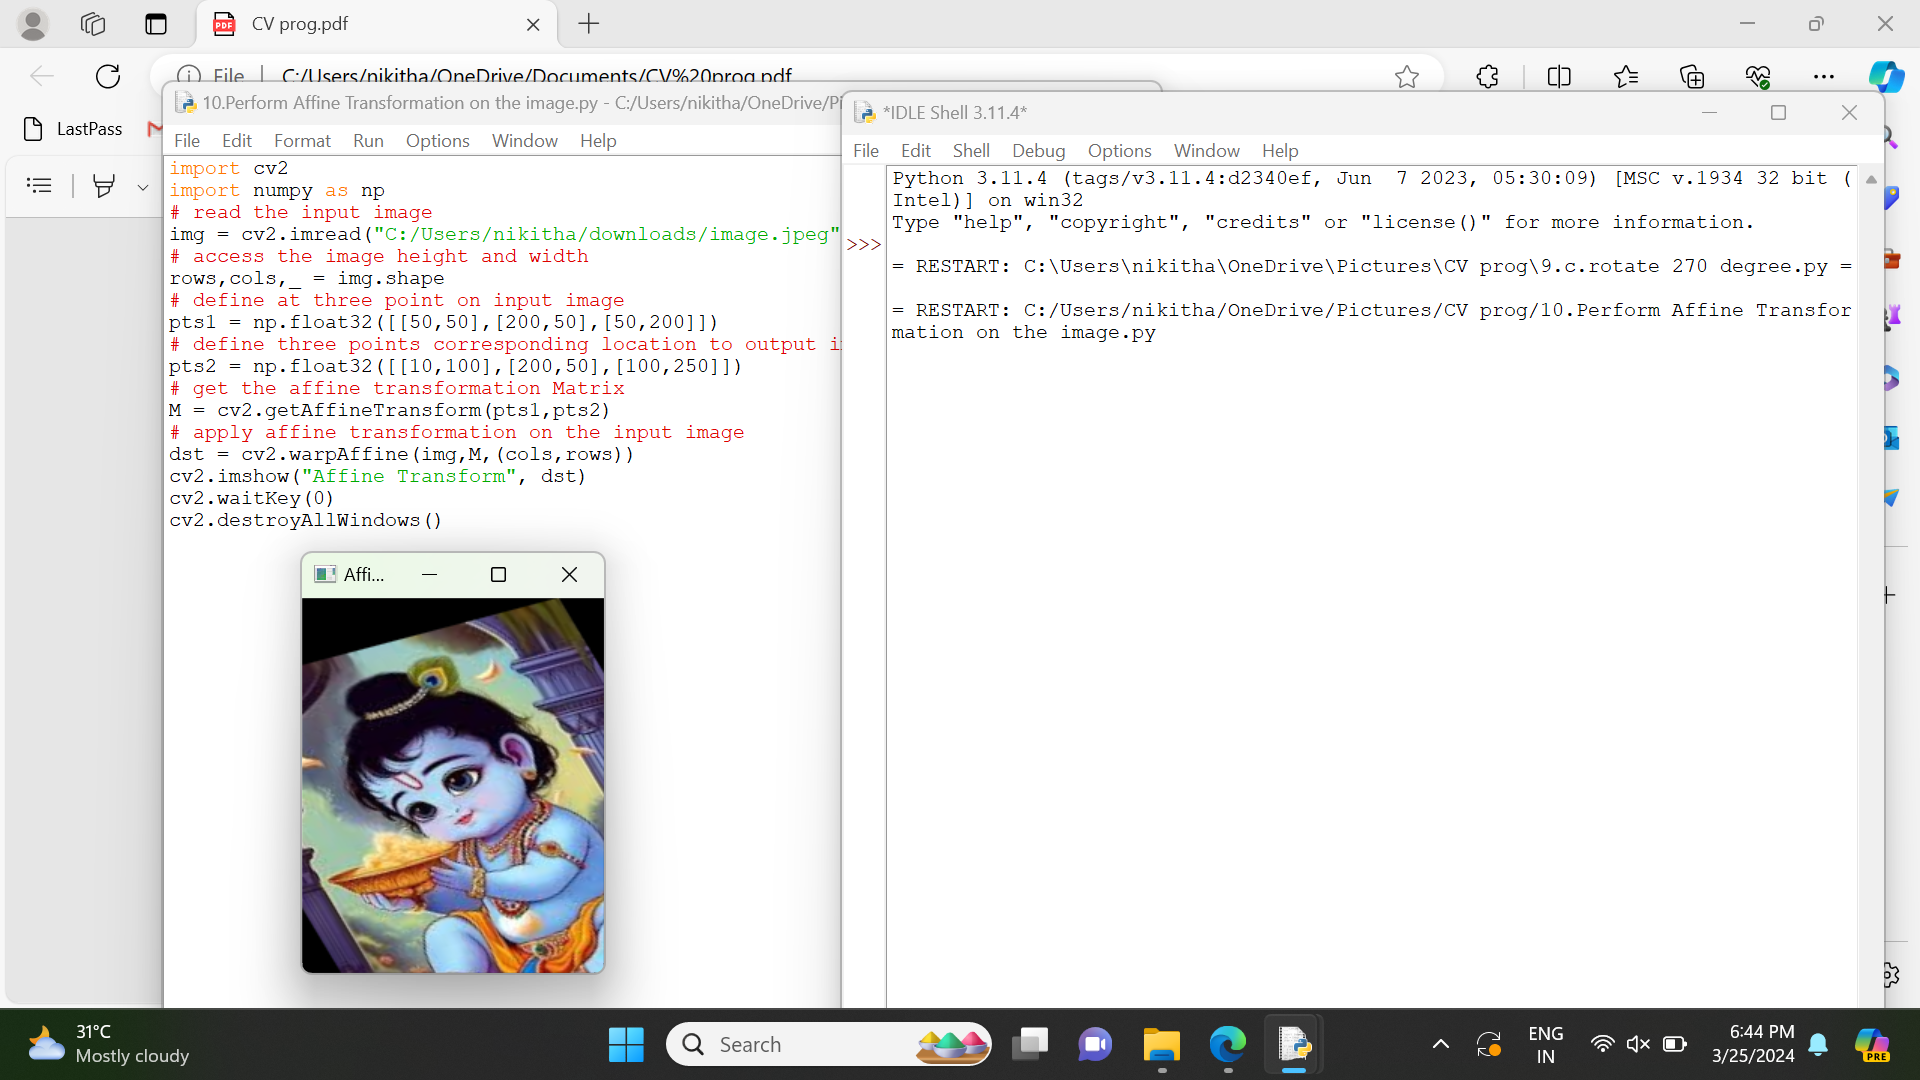 CV prog.pdf
File C:/Users/nikitha/OneDrive/Documents/CV%20prog.pdf
LastPass
10.Perform Affine Transformation on the image.py - C:/Users/nikitha/OneDrive/Pi
File Edit Format Run Options Window Help
import cv2
import numpy as np
# read the input image
img = cv2.imread("C:/Users/nikitha/downloads/image.jpeg"
# access the image height and width
rows,cols,_ = img.shape
# define at three point on input image
pts1 = np.float32([[50,50],[200,50],[50,200]])
# define three points corresponding location to output i
pts2 = np.float32([[10,100],[200,50],[100,250]])
# get the affine transformation Matrix
M = cv2.getAffineTransform(pts1,pts2)
# apply affine transformation on the input image
dst = cv2.warpAffine(img,M,(cols,rows))
cv2.imshow("Affine Transform", dst)
cv2.waitKey(0)
cv2.destroyAllWindows()
Affi...
*IDLE Shell 3.11.4*
File Edit Shell Debug Options Window Help
Python 3.11.4 (tags/v3.11.4:d2340ef, Jun  7 2023, 05:30:09) [MSC v.1934 32 bit (
Intel)] on win32
Type "help", "copyright", "credits" or "license()" for more information.
>>>
= RESTART: C:\Users\nikitha\OneDrive\Pictures\CV prog\9.c.rotate 270 degree.py =
= RESTART: C:/Users/nikitha/OneDrive/Pictures/CV prog/10.Perform Affine Transfor
mation on the image.py
31°C
Mostly cloudy
Search
ENG
IN
6:44 PM
3/25/2024
PRE